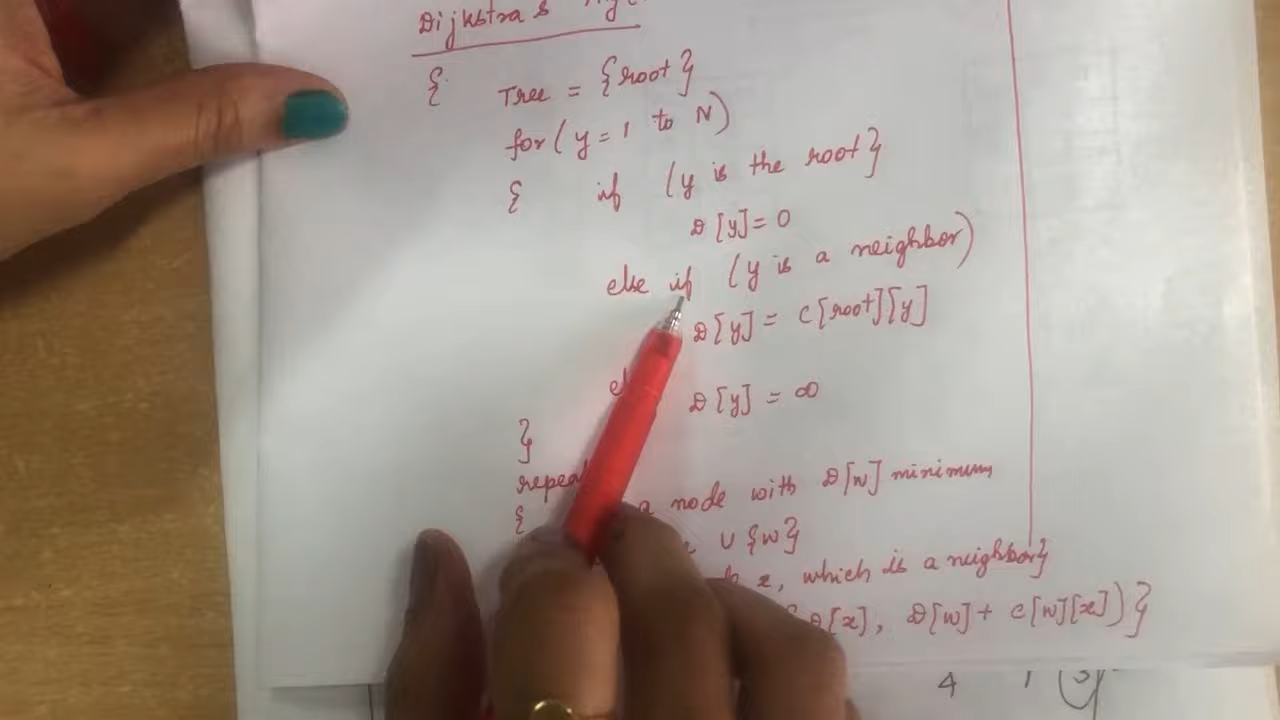 Dijkstra's
{ Tree = {root}
for ( y = 1 to N)
{ if (y is the root}
D[y] = 0
else if (y is a neighbor)
D[y] = c[root][y]
D[y] = ∞
}
repeat
{ a node with D[w] minimum
∪ {w}
x, which is a neighbor}
D[x], D[w] + c[w][x])}
4 1 3